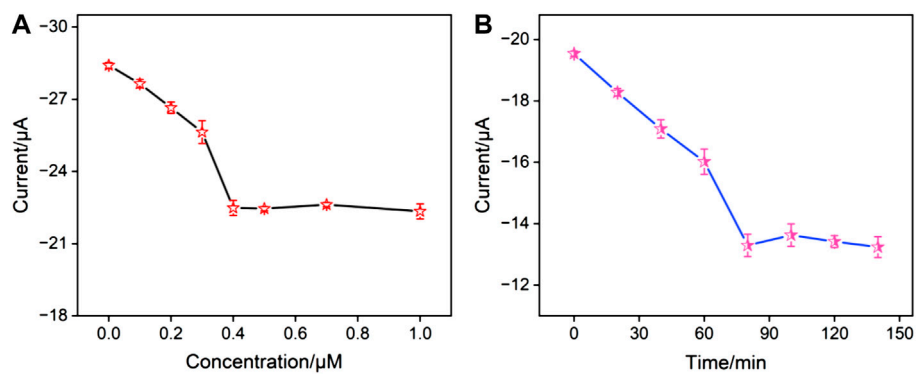 A
Current/μA
−30
−27
−24
−21
−18
0.0 0.2 0.4 0.6 0.8 1.0
Concentration/μM
B
Current/μA
−20
−18
−16
−14
−12
0 30 60 90 120 150
Time/min